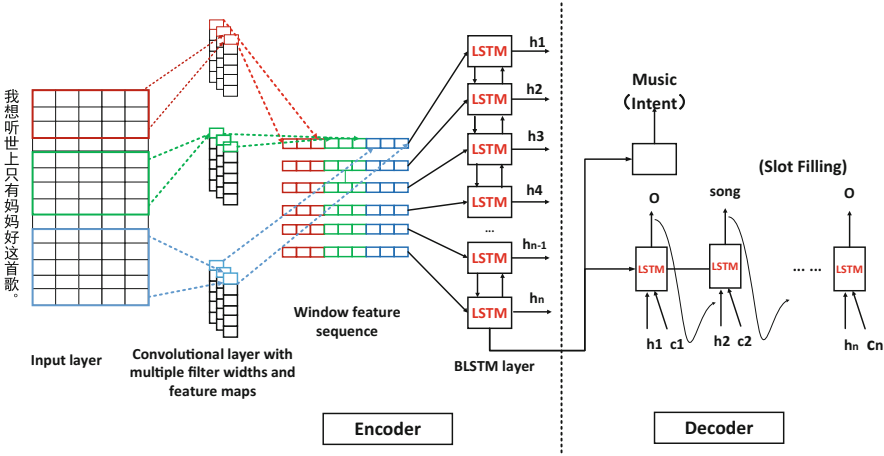 我想听世上只有妈妈好这首歌。
Input layer
Convolutional layer with
multiple filter widths and
feature maps
Window feature
sequence
LSTM
LSTM
LSTM
LSTM
...
LSTM
LSTM
h1
h2
h3
h4
hn-1
hn
BLSTM layer
Encoder
Music
（Intent）
(Slot Filling)
O
song
O
LSTM
LSTM
... ...
LSTM
h1 c1
h2 c2
hn cn
Decoder